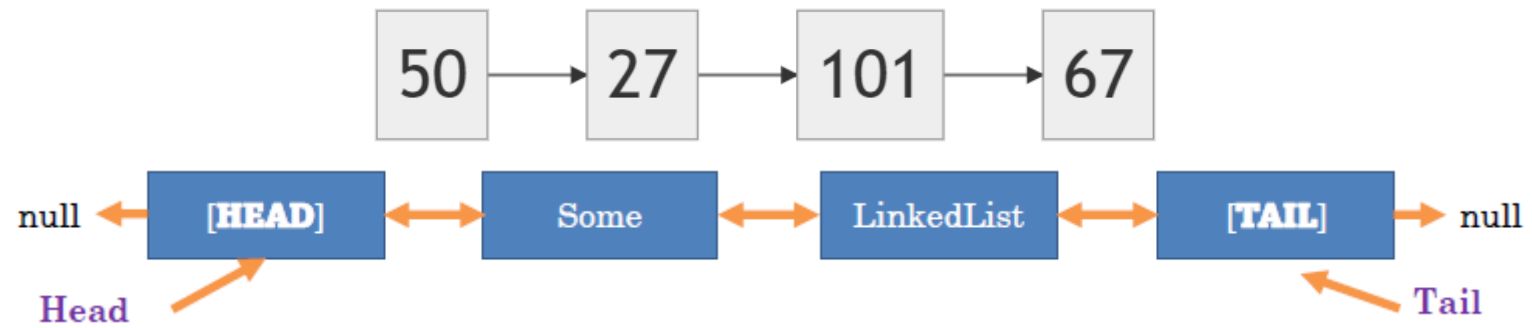 50 27 101 67
null [HEAD] Some LinkedList [TAIL] null
Head Tail